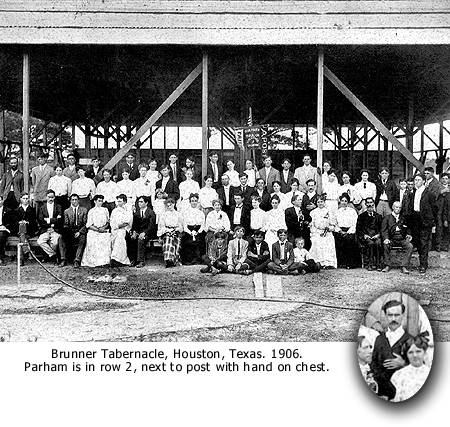 Brunner Tabernacle, Houston, Texas. 1906.
Parham is in row 2, next to post with hand on chest.